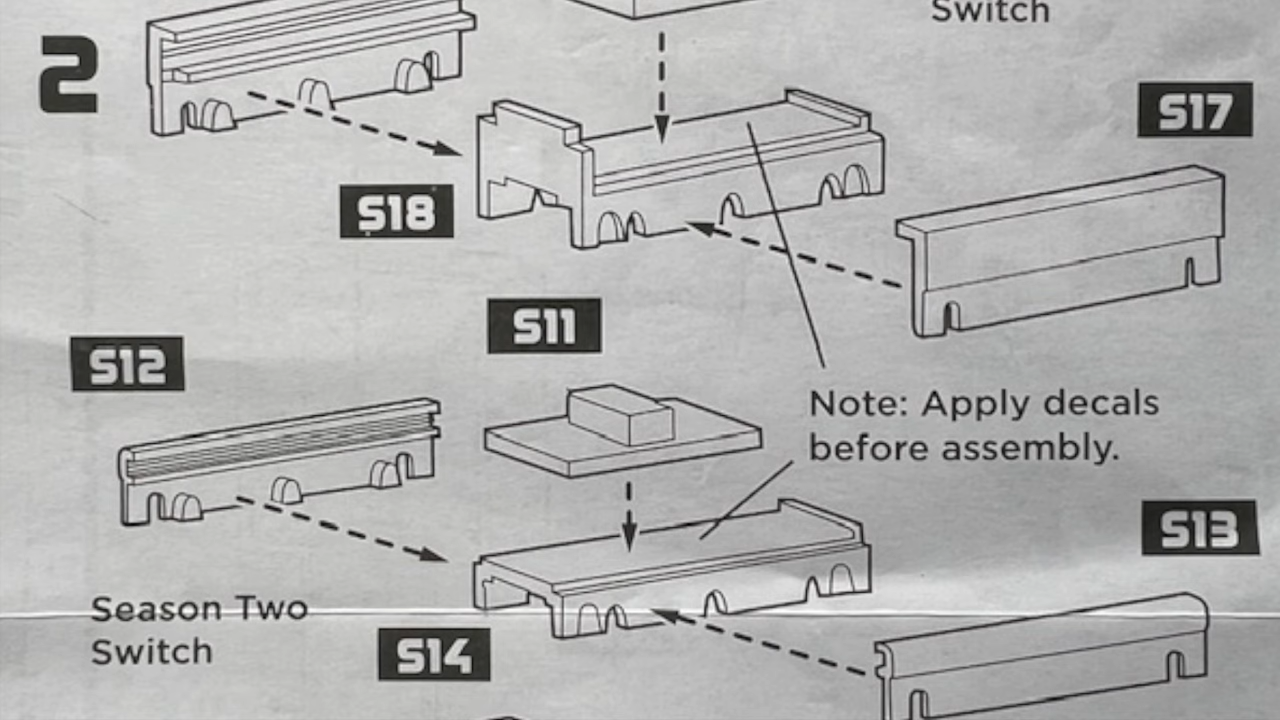 Switch
2
S17
S18
S11
S12
Note: Apply decals
before assembly.
S13
Season Two
Switch
S14